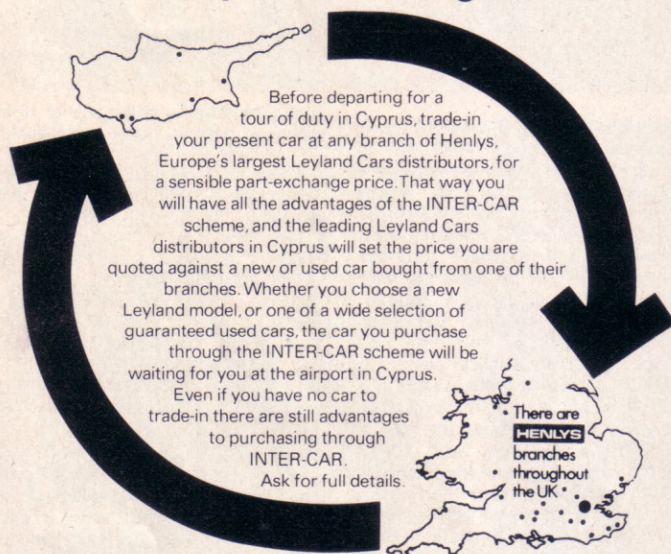 Before departing for a
tour of duty in Cyprus, trade-in
your present car at any branch of Henlys,
Europe's largest Leyland Cars distributors, for
a sensible part-exchange price. That way you
will have all the advantages of the INTER-CAR
scheme, and the leading Leyland Cars
distributors in Cyprus will set the price you are
quoted against a new or used car bought from one of their
branches. Whether you choose a new
Leyland model, or one of a wide selection of
guaranteed used cars, the car you purchase
through the INTER-CAR scheme will be
waiting for you at the airport in Cyprus.
Even if you have no car to
trade-in there are still advantages
to purchasing through
INTER-CAR.
Ask for full details.
There are
HENLYS
branches
throughout
the UK